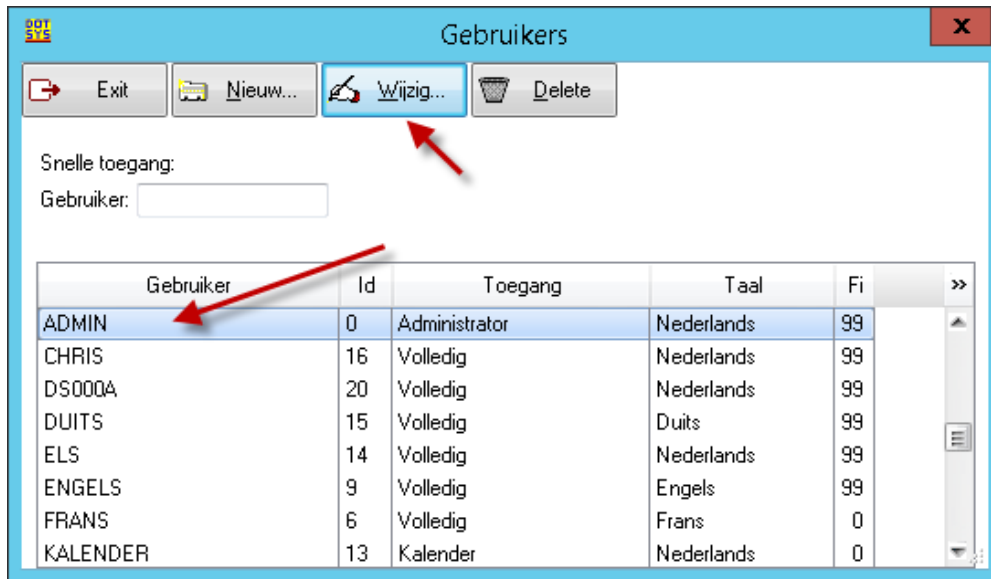 DOT
SYS
Gebruikers
X
Exit Nieuw... Wijzig... Delete
Snelle toegang:
Gebruiker:
Gebruiker Id Toegang Taal Fi »
ADMIN 0 Administrator Nederlands 99
CHRIS 16 Volledig Nederlands 99
DS000A 20 Volledig Nederlands 99
DUITS 15 Volledig Duits 99
ELS 14 Volledig Nederlands 99
ENGELS 9 Volledig Engels 99
FRANS 6 Volledig Frans 0
KALENDER 13 Kalender Nederlands 0